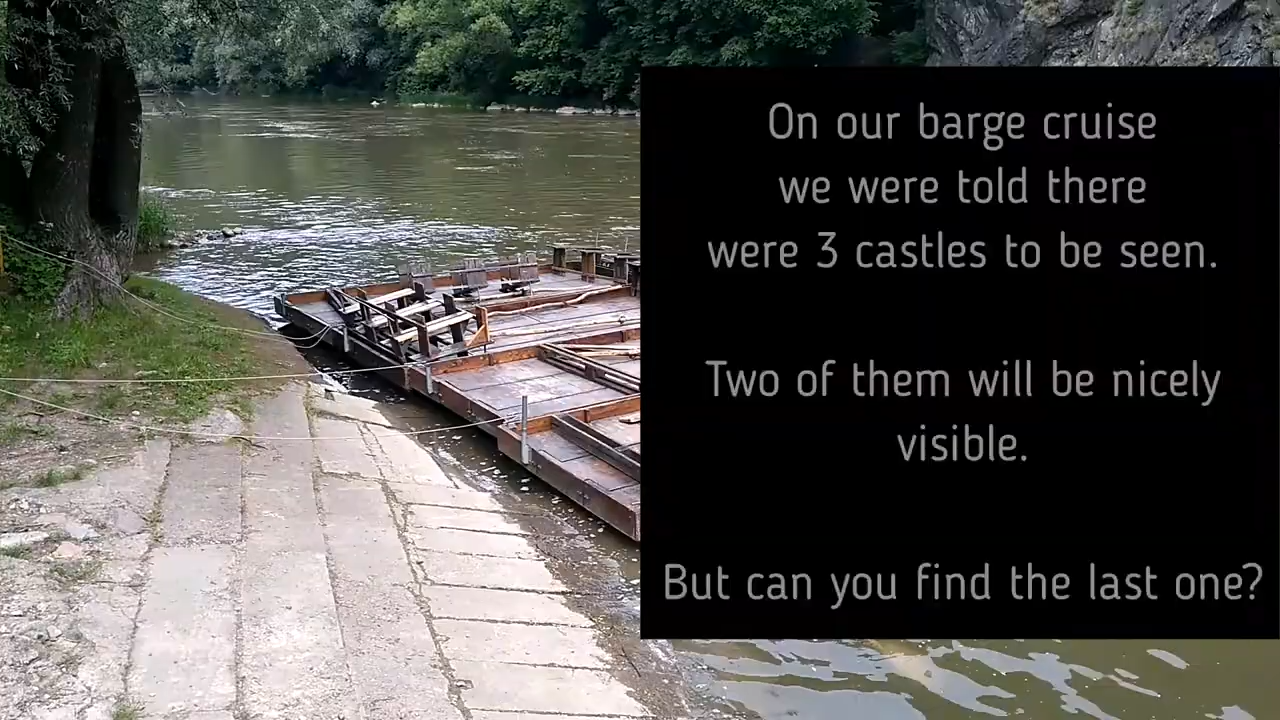 On our barge cruise
we were told there
were 3 castles to be seen.
Two of them will be nicely
visible.
But can you find the last one?